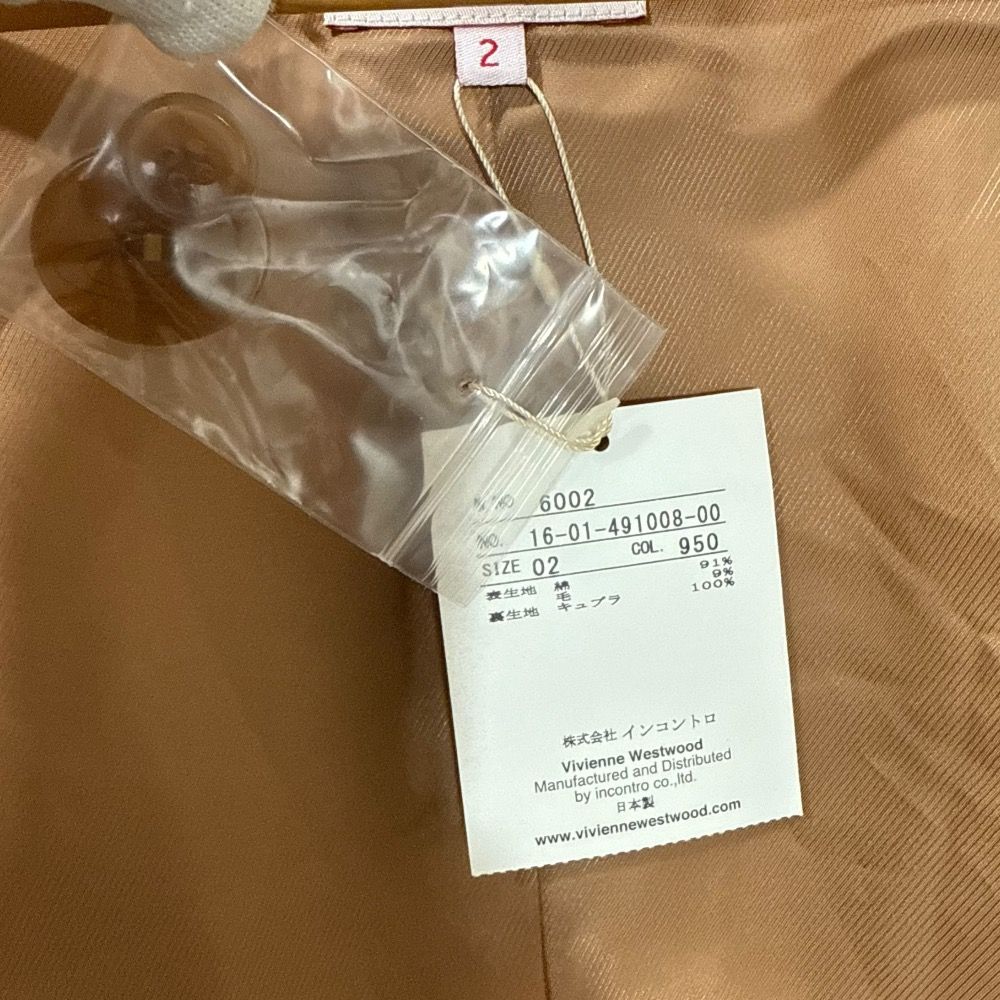 2
NO 6002
NO. 16-01-491008-00
SIZE 02 COL. 950
表生地 綿 91%
毛 9%
裏生地 キュプラ 100%
株式会社 インコントロ
Vivienne Westwood
Manufactured and Distributed
by incontro co.,ltd.
日本製
www.viviennewestwood.com